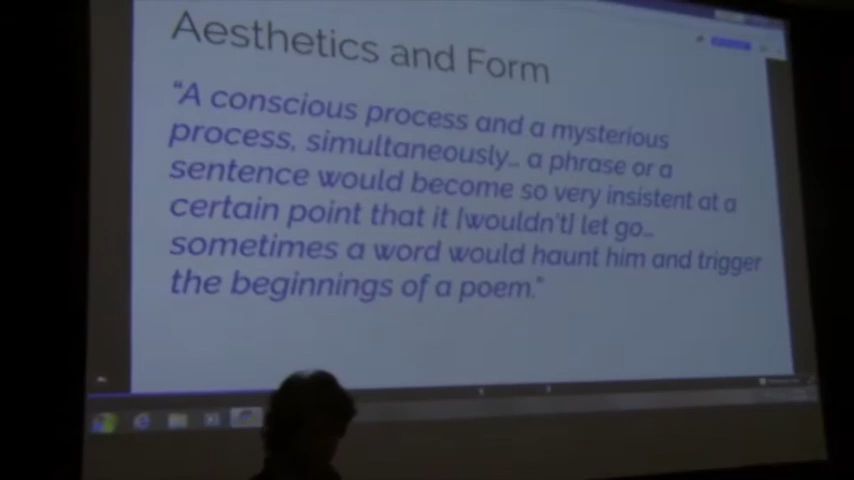 Aesthetics and Form
"A conscious process and a mysterious
process, simultaneously... a phrase or a
sentence would become so very insistent at a
certain point that it [wouldn't] let go...
sometimes a word would haunt him and trigger
the beginnings of a poem."